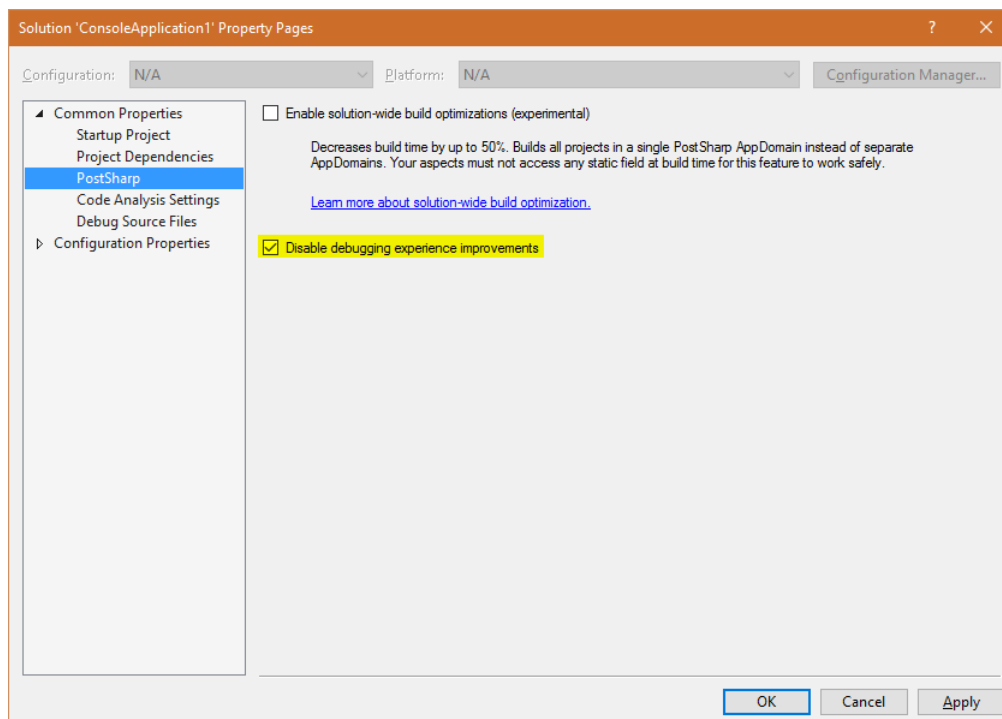 Solution 'ConsoleApplication1' Property Pages
?
Configuration: N/A Platform: N/A Configuration Manager...
Common Properties
Startup Project
Project Dependencies
PostSharp
Code Analysis Settings
Debug Source Files
Configuration Properties
Enable solution-wide build optimizations (experimental)
Decreases build time by up to 50%. Builds all projects in a single PostSharp AppDomain instead of separate
AppDomains. Your aspects must not access any static field at build time for this feature to work safely.
Learn more about solution-wide build optimization.
Disable debugging experience improvements
OK Cancel Apply